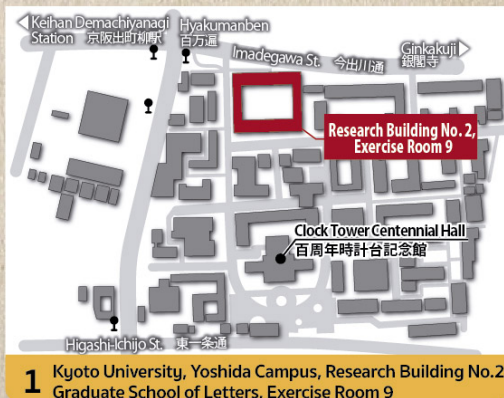 Keihan Demachiyanagi
Station 京阪出町柳駅
Hyakumanben
百万遍
Imadegawa St. 今出川通
Ginkakuji
銀閣寺
Research Building No. 2,
Exercise Room 9
Clock Tower Centennial Hall
百周年時計台記念館
Higashi-Ichijo St. 東一条通
1 Kyoto University, Yoshida Campus, Research Building No.2
Graduate School of Letters, Exercise Room 9